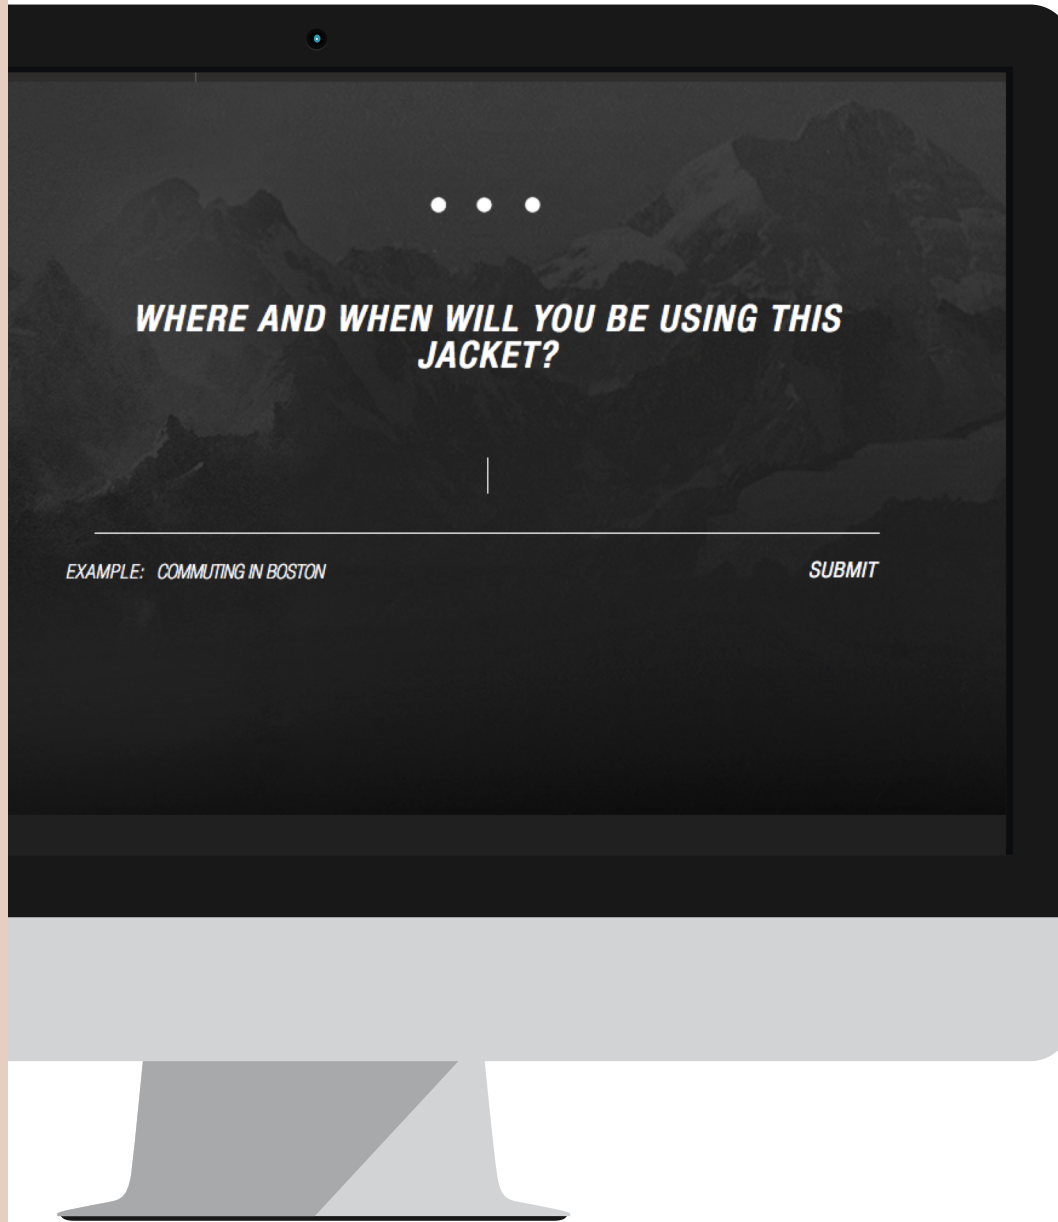 WHERE AND WHEN WILL YOU BE USING THIS
JACKET?
EXAMPLE: COMMUTING IN BOSTON
SUBMIT